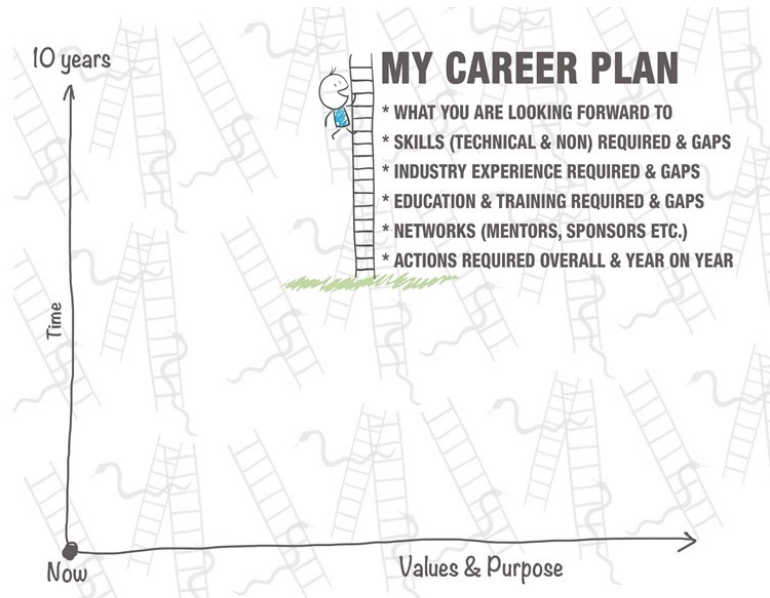 10 years
MY CAREER PLAN
* WHAT YOU ARE LOOKING FORWARD TO
* SKILLS (TECHNICAL & NON) REQUIRED & GAPS
* INDUSTRY EXPERIENCE REQUIRED & GAPS
* EDUCATION & TRAINING REQUIRED & GAPS
* NETWORKS (MENTORS, SPONSORS ETC.)
* ACTIONS REQUIRED OVERALL & YEAR ON YEAR
Time
Now
Values & Purpose